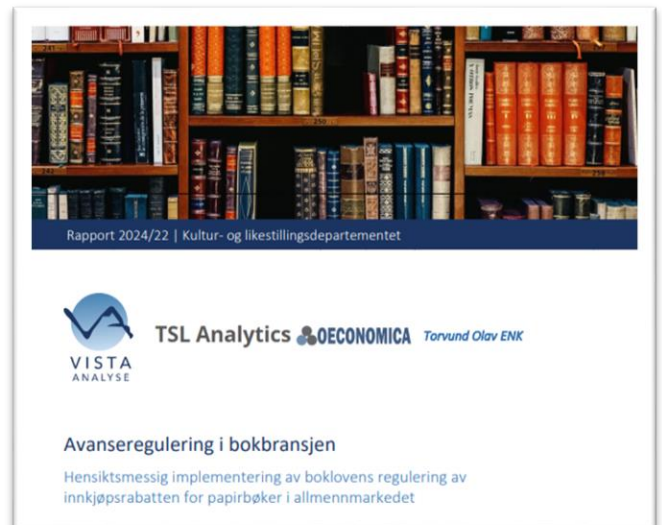 Rapport 2024/22 | Kultur- og likestillingsdepartementet
VISTA
ANALYSE
TSL Analytics OECONOMICA Torvund Olav ENK
Avanseregulering i bokbransjen
Hensiktsmessig implementering av boklovens regulering av
innkjøpsrabatten for papirbøker i allmennmarkedet